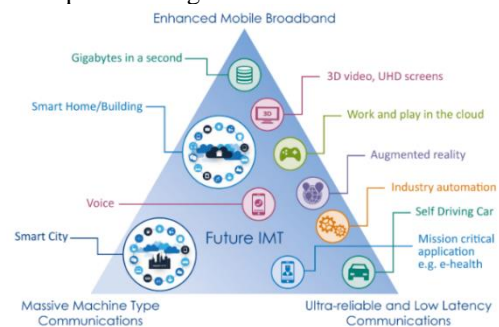 Enhanced Mobile Broadband
Gigabytes in a second
3D video, UHD screens
3D
Smart Home/Building
Work and play in the cloud
Augmented reality
Industry automation
Voice
Self Driving Car
Smart City
Future IMT
Mission critical
application
e.g. e-health
Massive Machine Type
Communications
Ultra-reliable and Low Latency
Communications